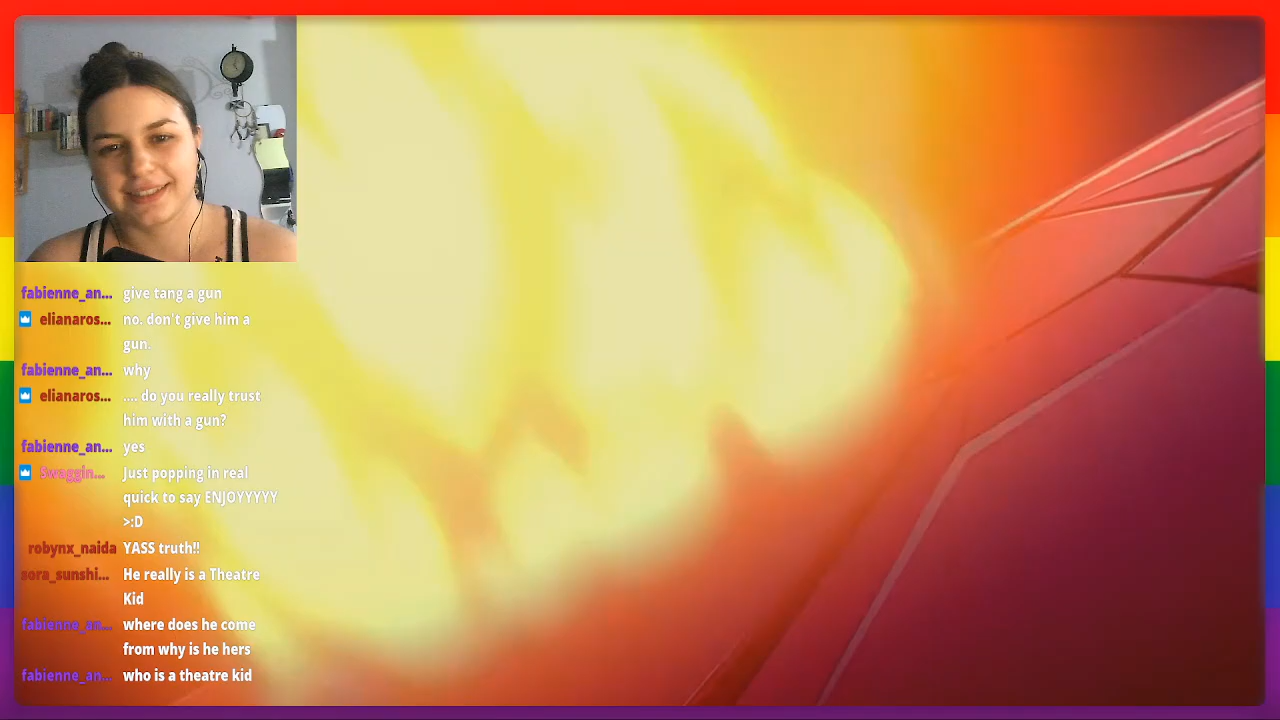 fabienne_an... give tang a gun
elianaros... no. don't give him a
gun.
fabienne_an... why
elianaros... .... do you really trust
him with a gun?
fabienne_an... yes
Swaggin... Just popping in real
quick to say ENJOYYYYY
>:D
robynx_naida YASS truth!!
sora_sunshi... He really is a Theatre
Kid
fabienne_an... where does he come
from why is he hers
fabienne_an... who is a theatre kid